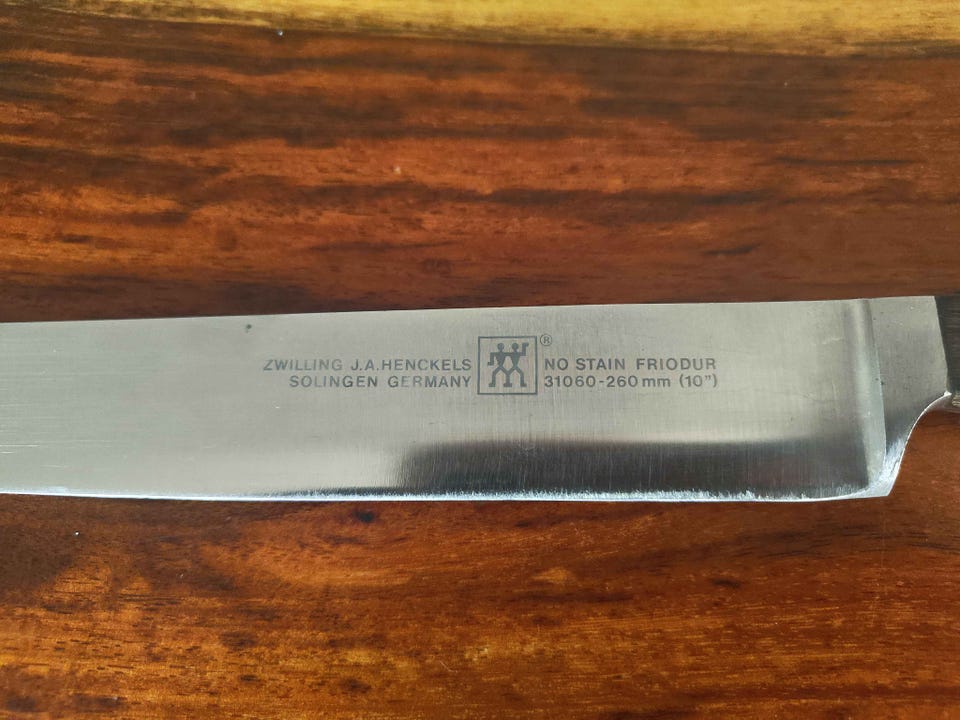 ZWILLING J.A.HENCKELS
SOLINGEN GERMANY
®
NO STAIN FRIODUR
31060-260mm (10")